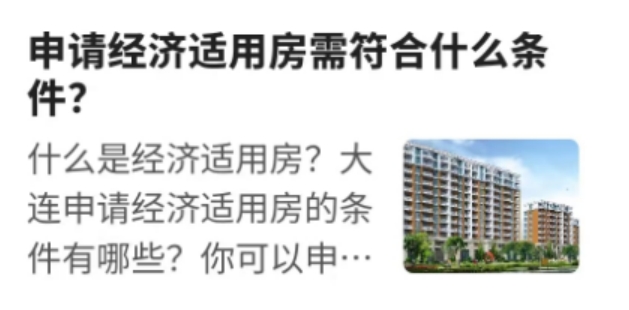 申请经济适用房需符合什么条
件?
什么是经济适用房？大
连申请经济适用房的条
件有哪些？你可以申…